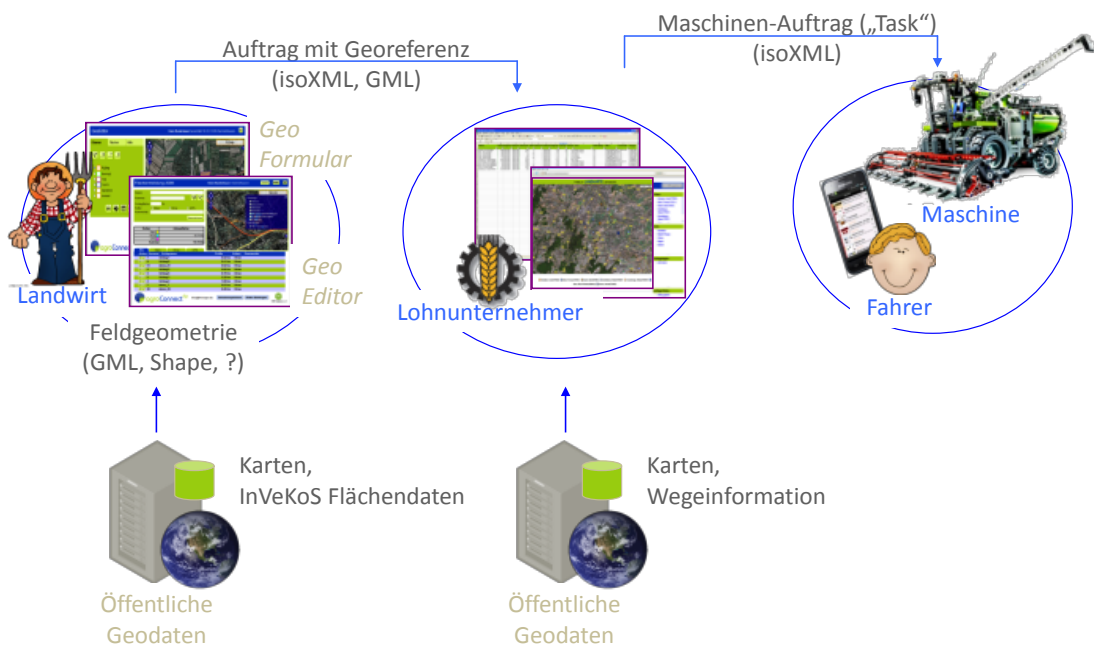 Auftrag mit Georeferenz
(isoXML, GML)
Maschinen-Auftrag („Task“)
(isoXML)
Geo
Formular
Geo
Editor
Landwirt
Feldgeometrie
(GML, Shape, ?)
Lohnunternehmer
Maschine
Fahrer
Karten,
InVeKoS Flächendaten
Karten,
Wegeinformation
Öffentliche
Geodaten
Öffentliche
Geodaten